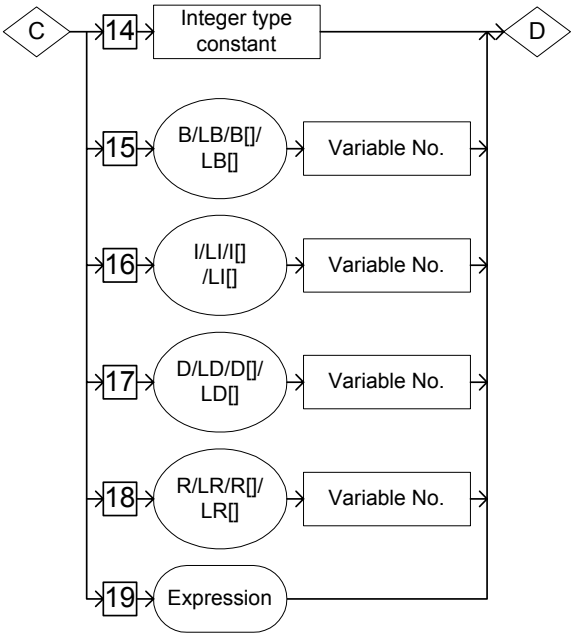 C
14
Integer type
constant
D
15
B/LB/B[]/
LB[]
Variable No.
16
I/LI/I[]
/LI[]
Variable No.
17
D/LD/D[]/
LD[]
Variable No.
18
R/LR/R[]/
LR[]
Variable No.
19
Expression